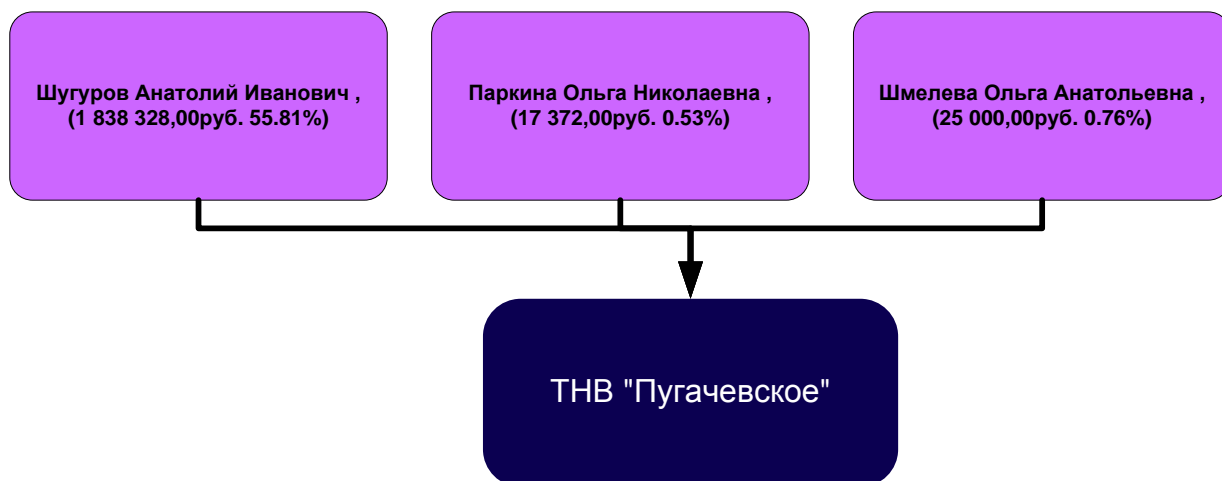 Шугуров Анатолий Иванович ,
(1 838 328,00руб. 55.81%)
Паркина Ольга Николаевна ,
(17 372,00руб. 0.53%)
Шмелева Ольга Анатольевна ,
(25 000,00руб. 0.76%)
ТНВ "Пугачевское"